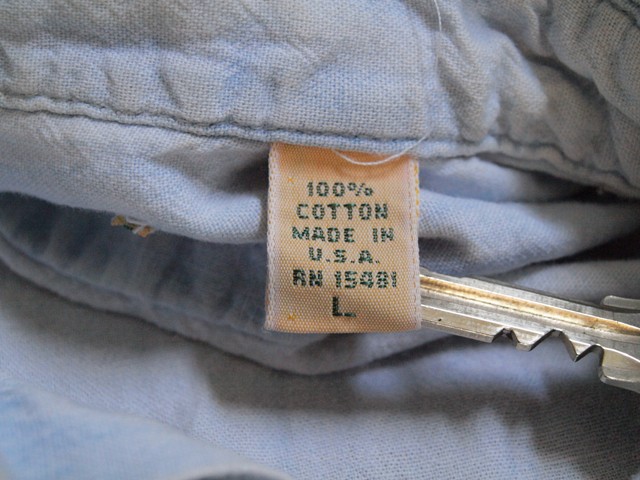 100%
COTTON
MADE IN
U.S.A.
RN 15481
L